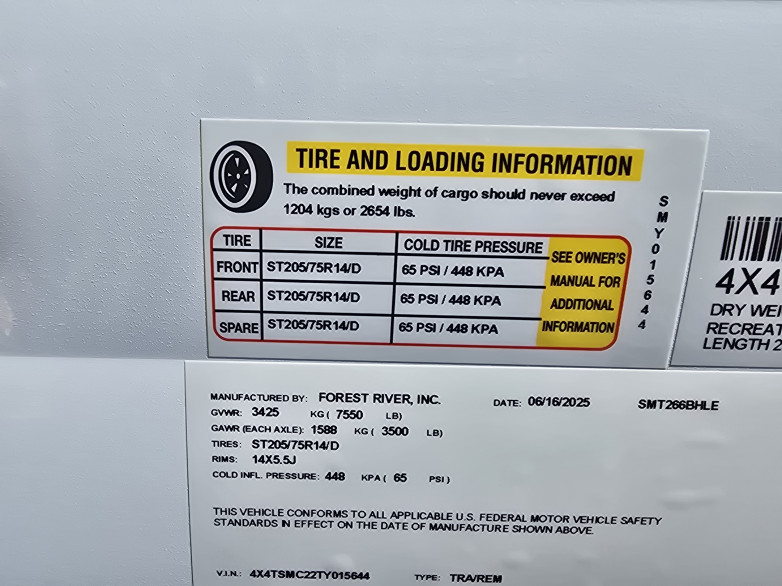 TIRE AND LOADING INFORMATION
The combined weight of cargo should never exceed
1204 kgs or 2654 lbs.
TIRE SIZE COLD TIRE PRESSURE SEE OWNER'S
FRONT ST205/75R14/D 65 PSI / 448 KPA MANUAL FOR
REAR ST205/75R14/D 65 PSI / 448 KPA ADDITIONAL
SPARE ST205/75R14/D 65 PSI / 448 KPA INFORMATION
SMY015644
4X4
DRY WEI
RECREAT
LENGTH 2
MANUFACTURED BY: FOREST RIVER, INC. DATE: 06/16/2025 SMT266BHLE
GVWR: 3425 KG ( 7550 LB)
GAWR (EACH AXLE): 1588 KG ( 3500 LB)
TIRES: ST205/75R14/D
RIMS: 14X5.5J
COLD INFL. PRESSURE: 448 KPA ( 65 PSI )
THIS VEHICLE CONFORMS TO ALL APPLICABLE U.S. FEDERAL MOTOR VEHICLE SAFETY
STANDARDS IN EFFECT ON THE DATE OF MANUFACTURE SHOWN ABOVE.
V.I.N.: 4X4TSMC22TY015644 TYPE: TRA/REM